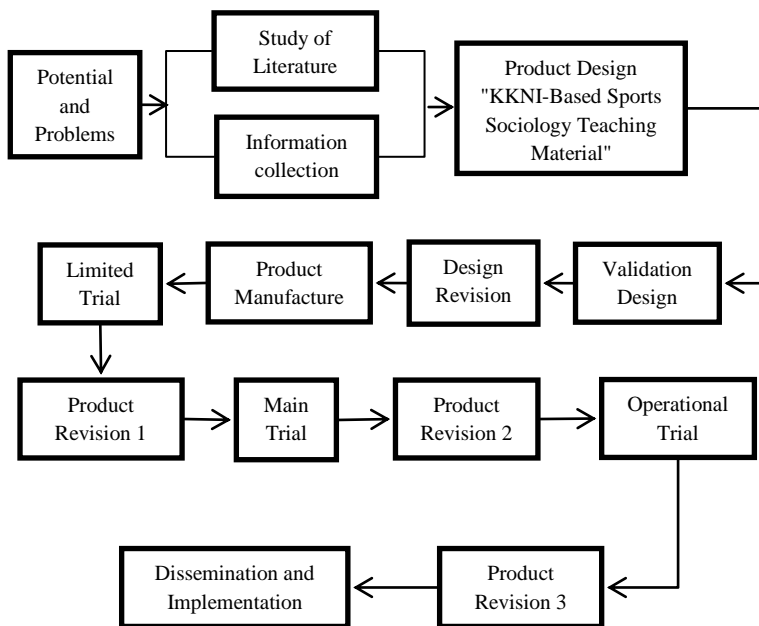 Potential
and
Problems
Study of
Literature
Information
collection
Product Design
"KKNI-Based Sports
Sociology Teaching
Material"
Validation
Design
Design
Revision
Product
Manufacture
Limited
Trial
Product
Revision 1
Main
Trial
Product
Revision 2
Operational
Trial
Product
Revision 3
Dissemination and
Implementation